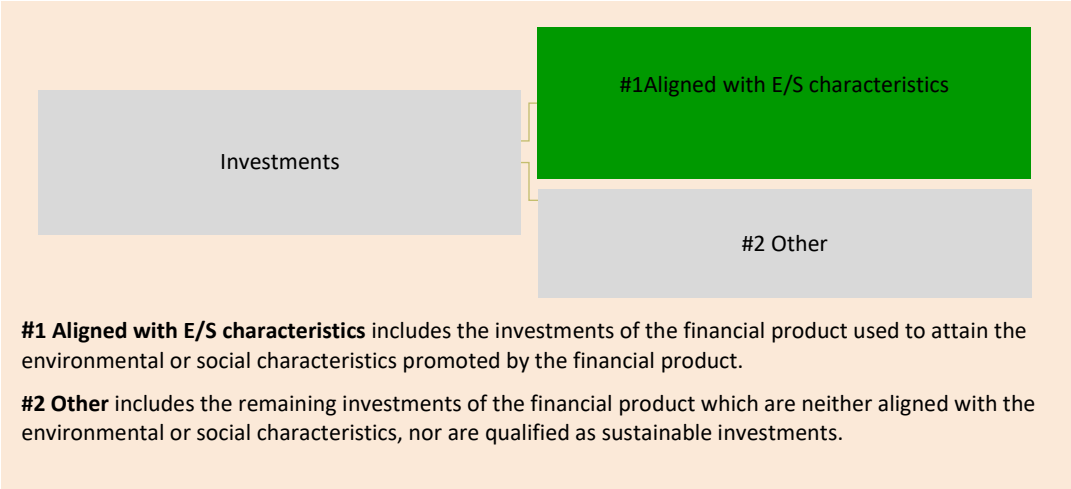 #1Aligned with E/S characteristics
Investments
#2 Other
#1 Aligned with E/S characteristics includes the investments of the financial product used to attain the
environmental or social characteristics promoted by the financial product.
#2 Other includes the remaining investments of the financial product which are neither aligned with the
environmental or social characteristics, nor are qualified as sustainable investments.